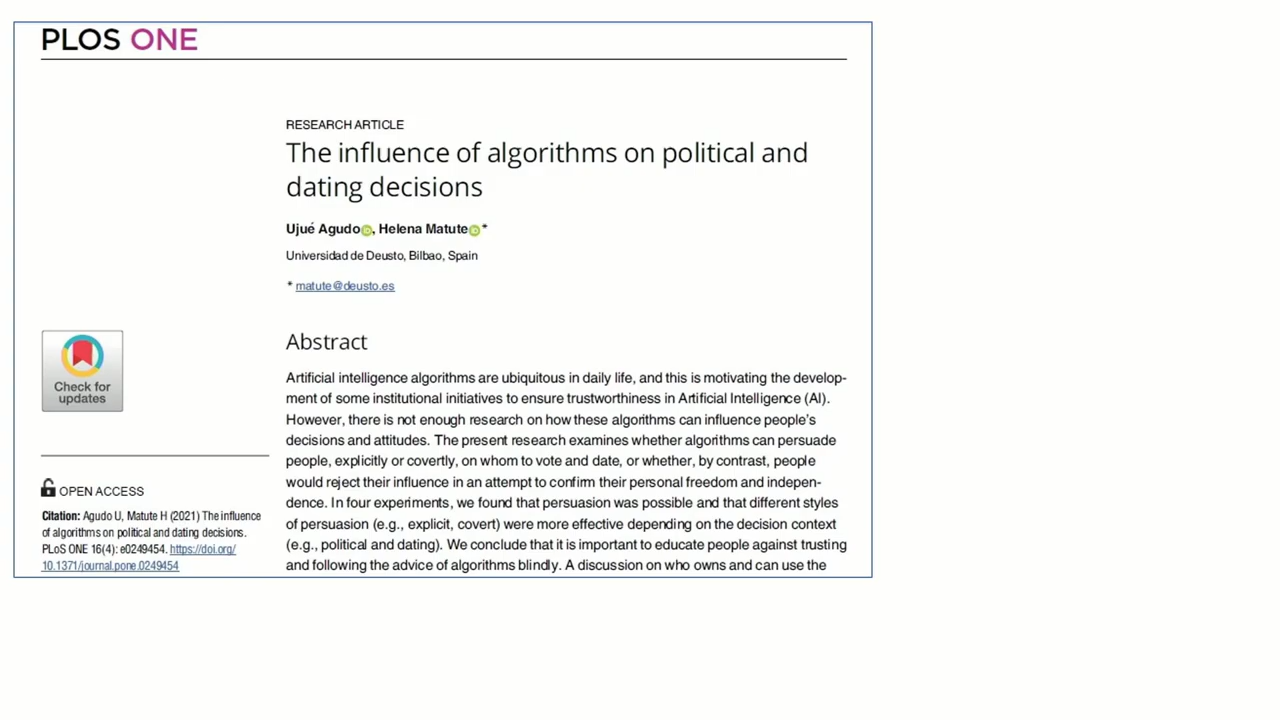 PLOS ONE
RESEARCH ARTICLE
The influence of algorithms on political and
dating decisions
Ujué Agudo, Helena Matute*
Universidad de Deusto, Bilbao, Spain
* matute@deusto.es
Abstract
Artificial intelligence algorithms are ubiquitous in daily life, and this is motivating the develop-
ment of some institutional initiatives to ensure trustworthiness in Artificial Intelligence (AI).
However, there is not enough research on how these algorithms can influence people's
decisions and attitudes. The present research examines whether algorithms can persuade
people, explicitly or covertly, on whom to vote and date, or whether, by contrast, people
would reject their influence in an attempt to confirm their personal freedom and indepen-
dence. In four experiments, we found that persuasion was possible and that different styles
of persuasion (e.g., explicit, covert) were more effective depending on the decision context
(e.g., political and dating). We conclude that it is important to educate people against trusting
and following the advice of algorithms blindly. A discussion on who owns and can use the
Check for
updates
OPEN ACCESS
Citation: Agudo U, Matute H (2021) The influence
of algorithms on political and dating decisions.
PLoS ONE 16(4): e0249454. https://doi.org/
10.1371/journal.pone.0249454